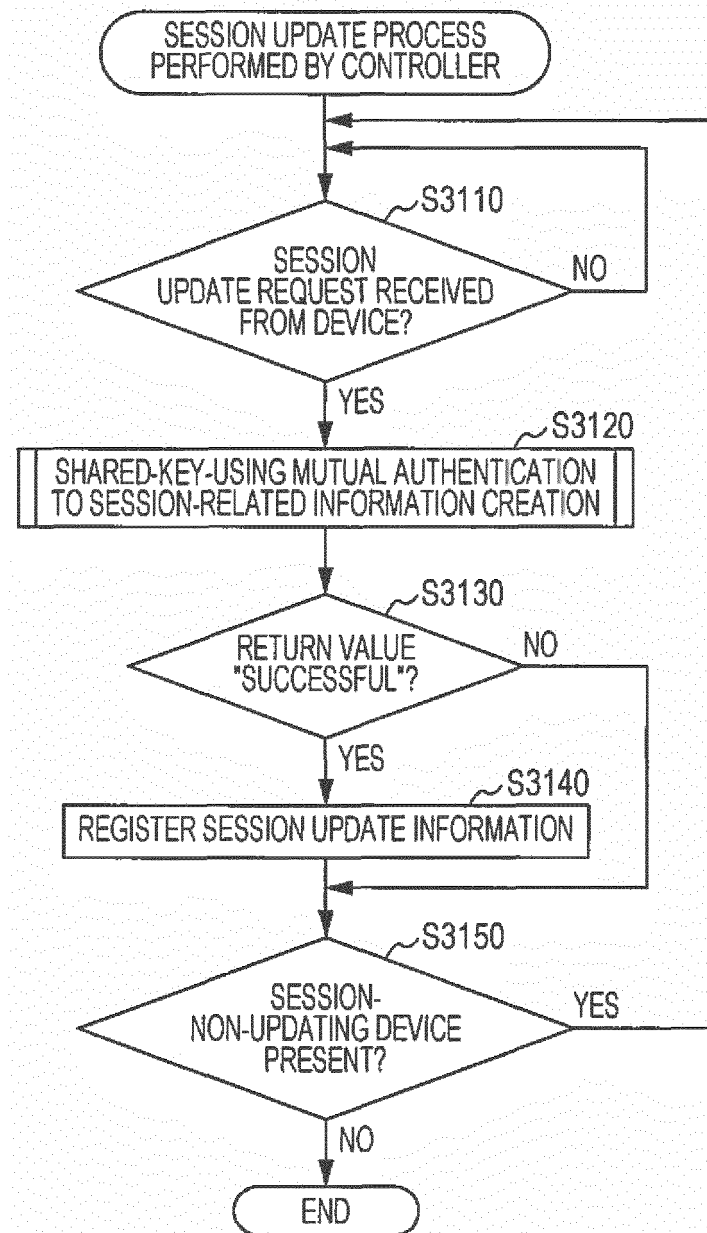 SESSION UPDATE PROCESS
PERFORMED BY CONTROLLER
S3110
SESSION
UPDATE REQUEST RECEIVED
FROM DEVICE?
NO
YES
S3120
SHARED-KEY-USING MUTUAL AUTHENTICATION
TO SESSION-RELATED INFORMATION CREATION
S3130
RETURN VALUE
"SUCCESSFUL"?
NO
YES
S3140
REGISTER SESSION UPDATE INFORMATION
S3150
SESSION-
NON-UPDATING DEVICE
PRESENT?
YES
NO
END